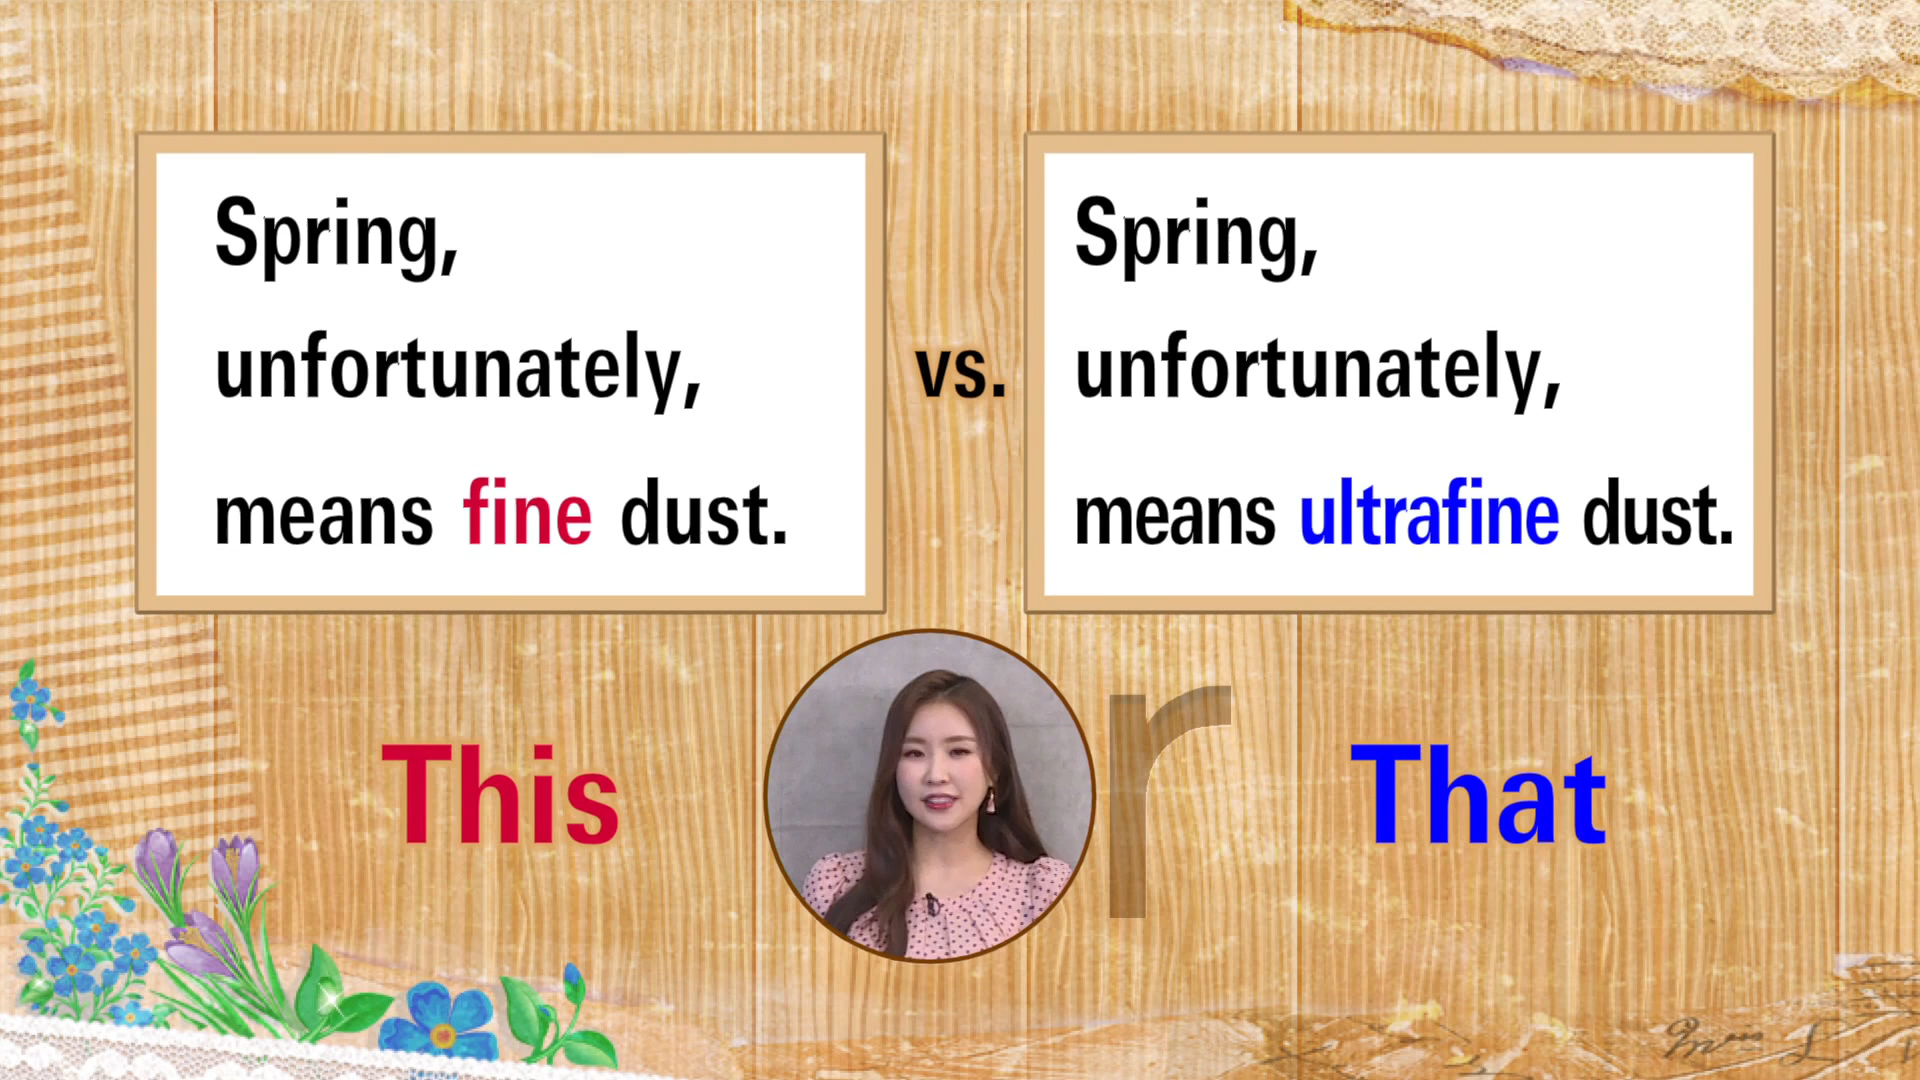 Spring,
unfortunately,
means fine dust.
vs.
Spring,
unfortunately,
means ultrafine dust.
This
r
That